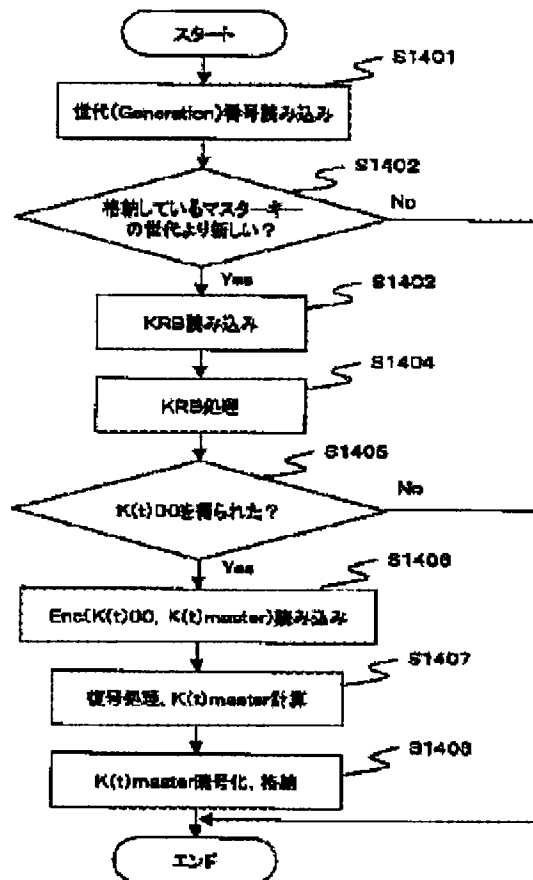 スタート
S1401
世代(Generation)番号読み込み
S1402
格納しているマスターキー
の世代より新しい?
No
Yes
S1402
KRB読み込み
S1404
KRB処理
S1405
K(t)00を得られた?
No
Yes
S1406
Enc(K(t)00, K(t)master)読み込み
S1407
復号処理、K(t)master計算
S1408
K(t)master暗号化、格納
エンド